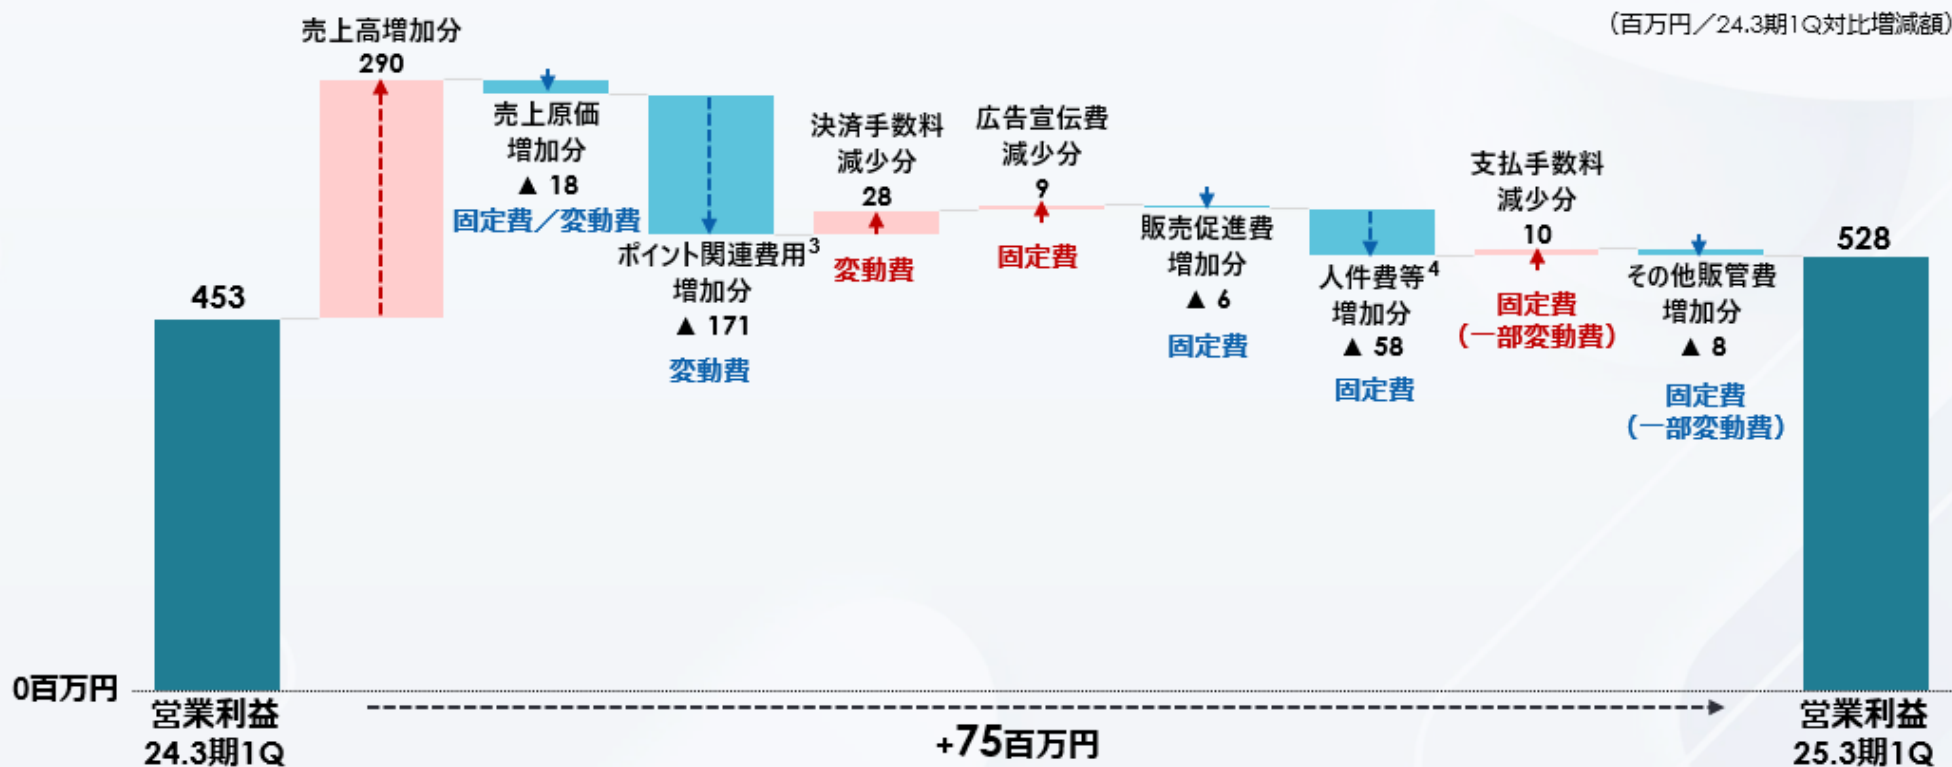 （百万円／24.3期1Q対比増減額）
売上高増加分
290
売上原価
増加分
▲ 18
固定費／変動費
ポイント関連費用3
増加分
▲ 171
変動費
決済手数料
減少分
28
変動費
広告宣伝費
減少分
9
固定費
販売促進費
増加分
▲ 6
固定費
人件費等4
増加分
▲ 58
固定費
支払手数料
減少分
10
固定費
（一部変動費）
その他販管費
増加分
▲ 8
固定費
（一部変動費）
453
528
0百万円
営業利益
24.3期1Q
+75百万円
営業利益
25.3期1Q